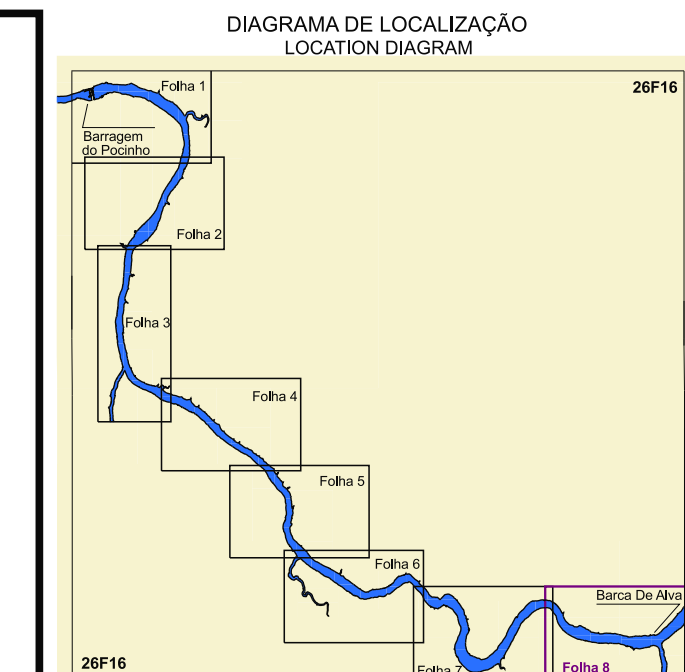 DIAGRAMA DE LOCALIZAÇÃO
LOCATION DIAGRAM
26F16
Folha 1
Barragem
do Pocinho
Folha 2
Folha 3
Folha 4
Folha 5
Folha 6
Barca De Alva
26F16
Folha 7
Folha 8